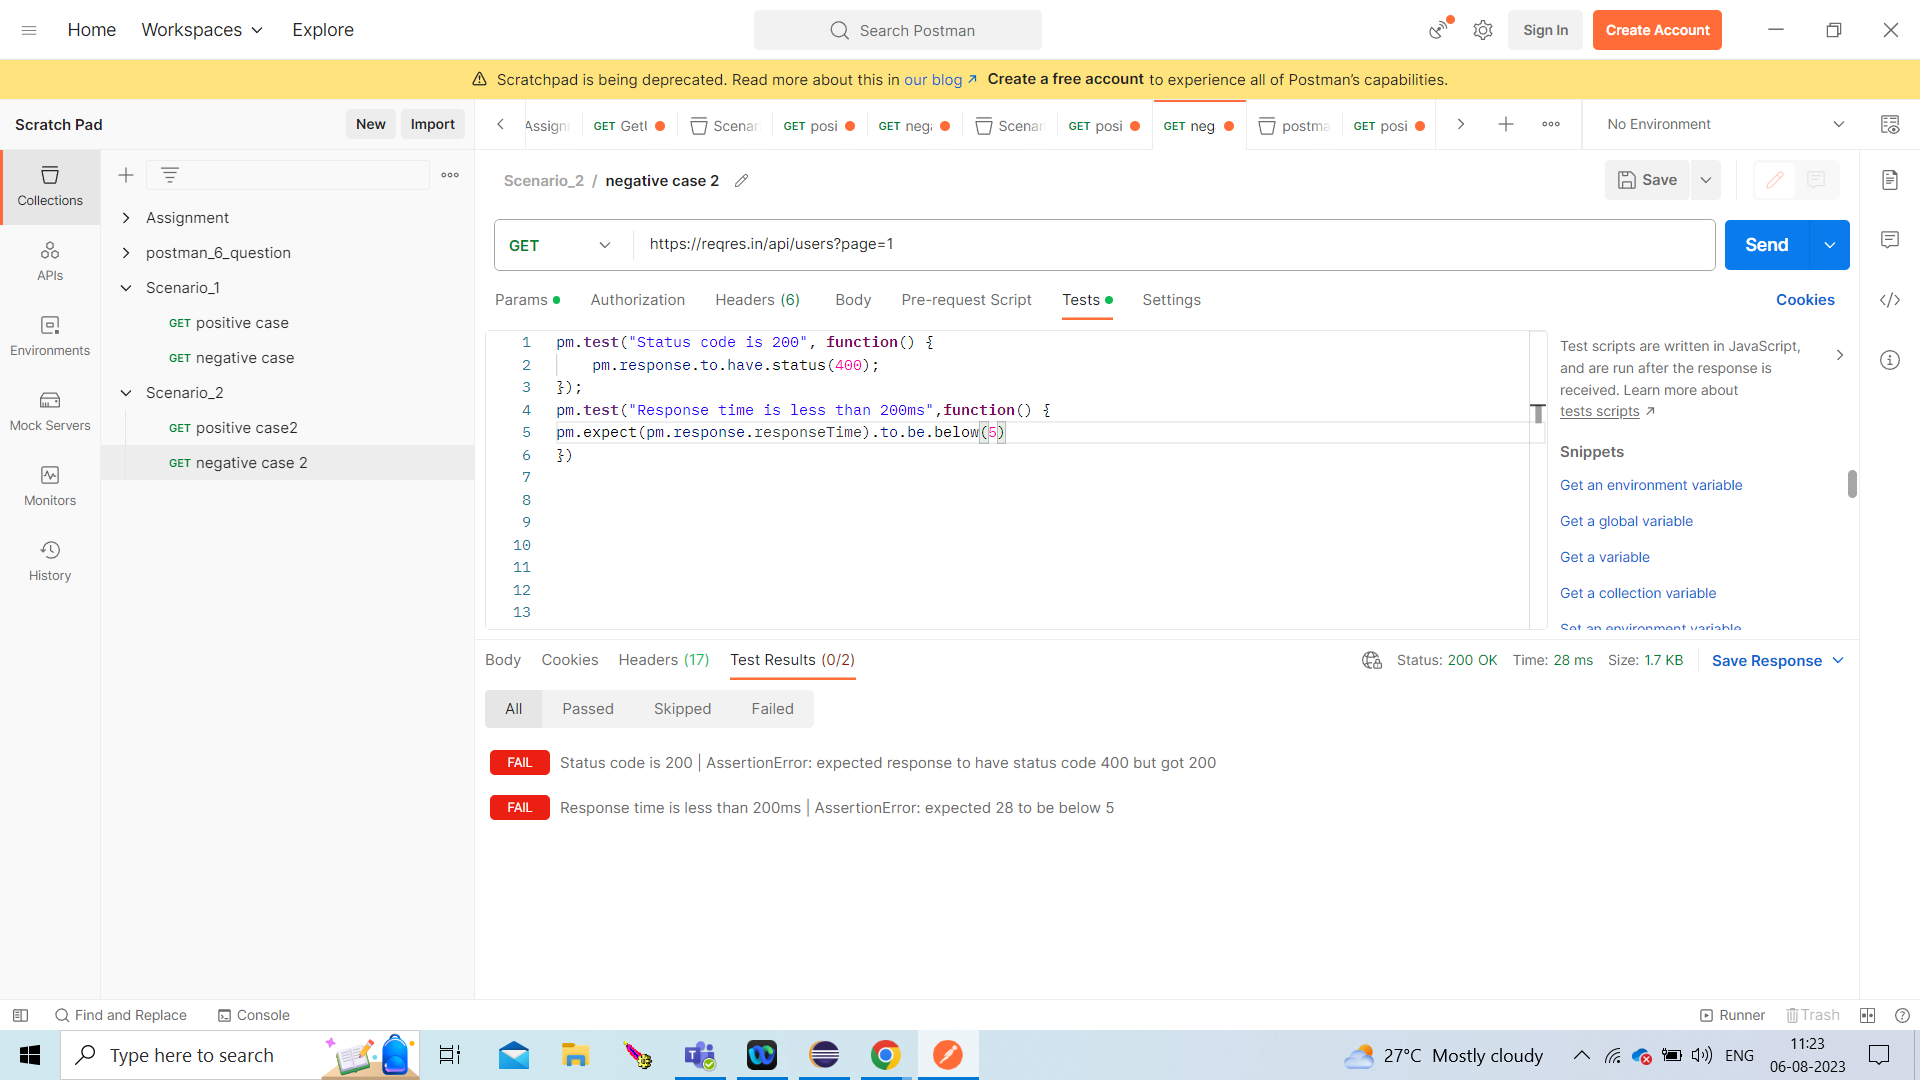 Home
Workspaces
Explore
Search Postman
Sign In
Create Account
Scratchpad is being deprecated. Read more about this in our blog ↗ Create a free account to experience all of Postman's capabilities.
Scratch Pad
New
Import
GET
GET posi
GET
GET posi
GET neg
GET posi
No Environment
Collections
APIs
Environments
Mock Servers
Monitors
History
Assignment
postman_6_question
Scenario_1
GET positive case
GET negative case
Scenario_2
GET positive case2
GET negative case 2
Scenario_2 / negative case 2
Save
GET
https://reqres.in/api/users?page=1
Send
Params
Authorization
Headers (6)
Body
Pre-request Script
Tests
Settings
Cookies
1 pm.test("Status code is 200", function() {
2     pm.response.to.have.status(400);
3 });
4 pm.test("Response time is less than 200ms",function() {
5 pm.expect(pm.response.responseTime).to.be.below(5)
6 })
7
8
9
10
11
12
13
Test scripts are written in JavaScript,
and are run after the response is
received. Learn more about
tests scripts ↗
Snippets
Get an environment variable
Get a global variable
Get a variable
Get a collection variable
Set an environment variable
Body
Cookies
Headers (17)
Test Results (0/2)
Status: 200 OK
Time: 28 ms
Size: 1.7 KB
Save Response
All
Passed
Skipped
Failed
FAIL Status code is 200 | AssertionError: expected response to have status code 400 but got 200
FAIL Response time is less than 200ms | AssertionError: expected 28 to be below 5
Find and Replace
Console
Runner
Trash
Type here to search
27°C Mostly cloudy
ENG
11:23
06-08-2023